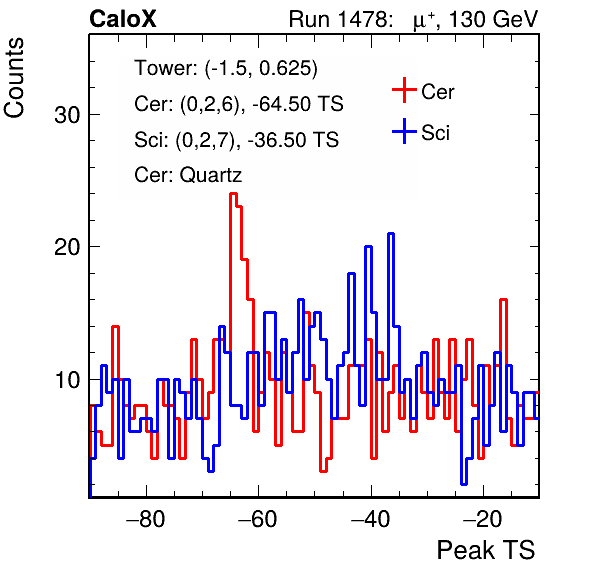 CaloX Run 1478: μ⁺, 130 GeV
Counts
Tower: (-1.5, 0.625)
Cer: (0,2,6), -64.50 TS
Sci: (0,2,7), -36.50 TS
Cer: Quartz
Cer
Sci
30
20
10
−80 −60 −40 −20
Peak TS